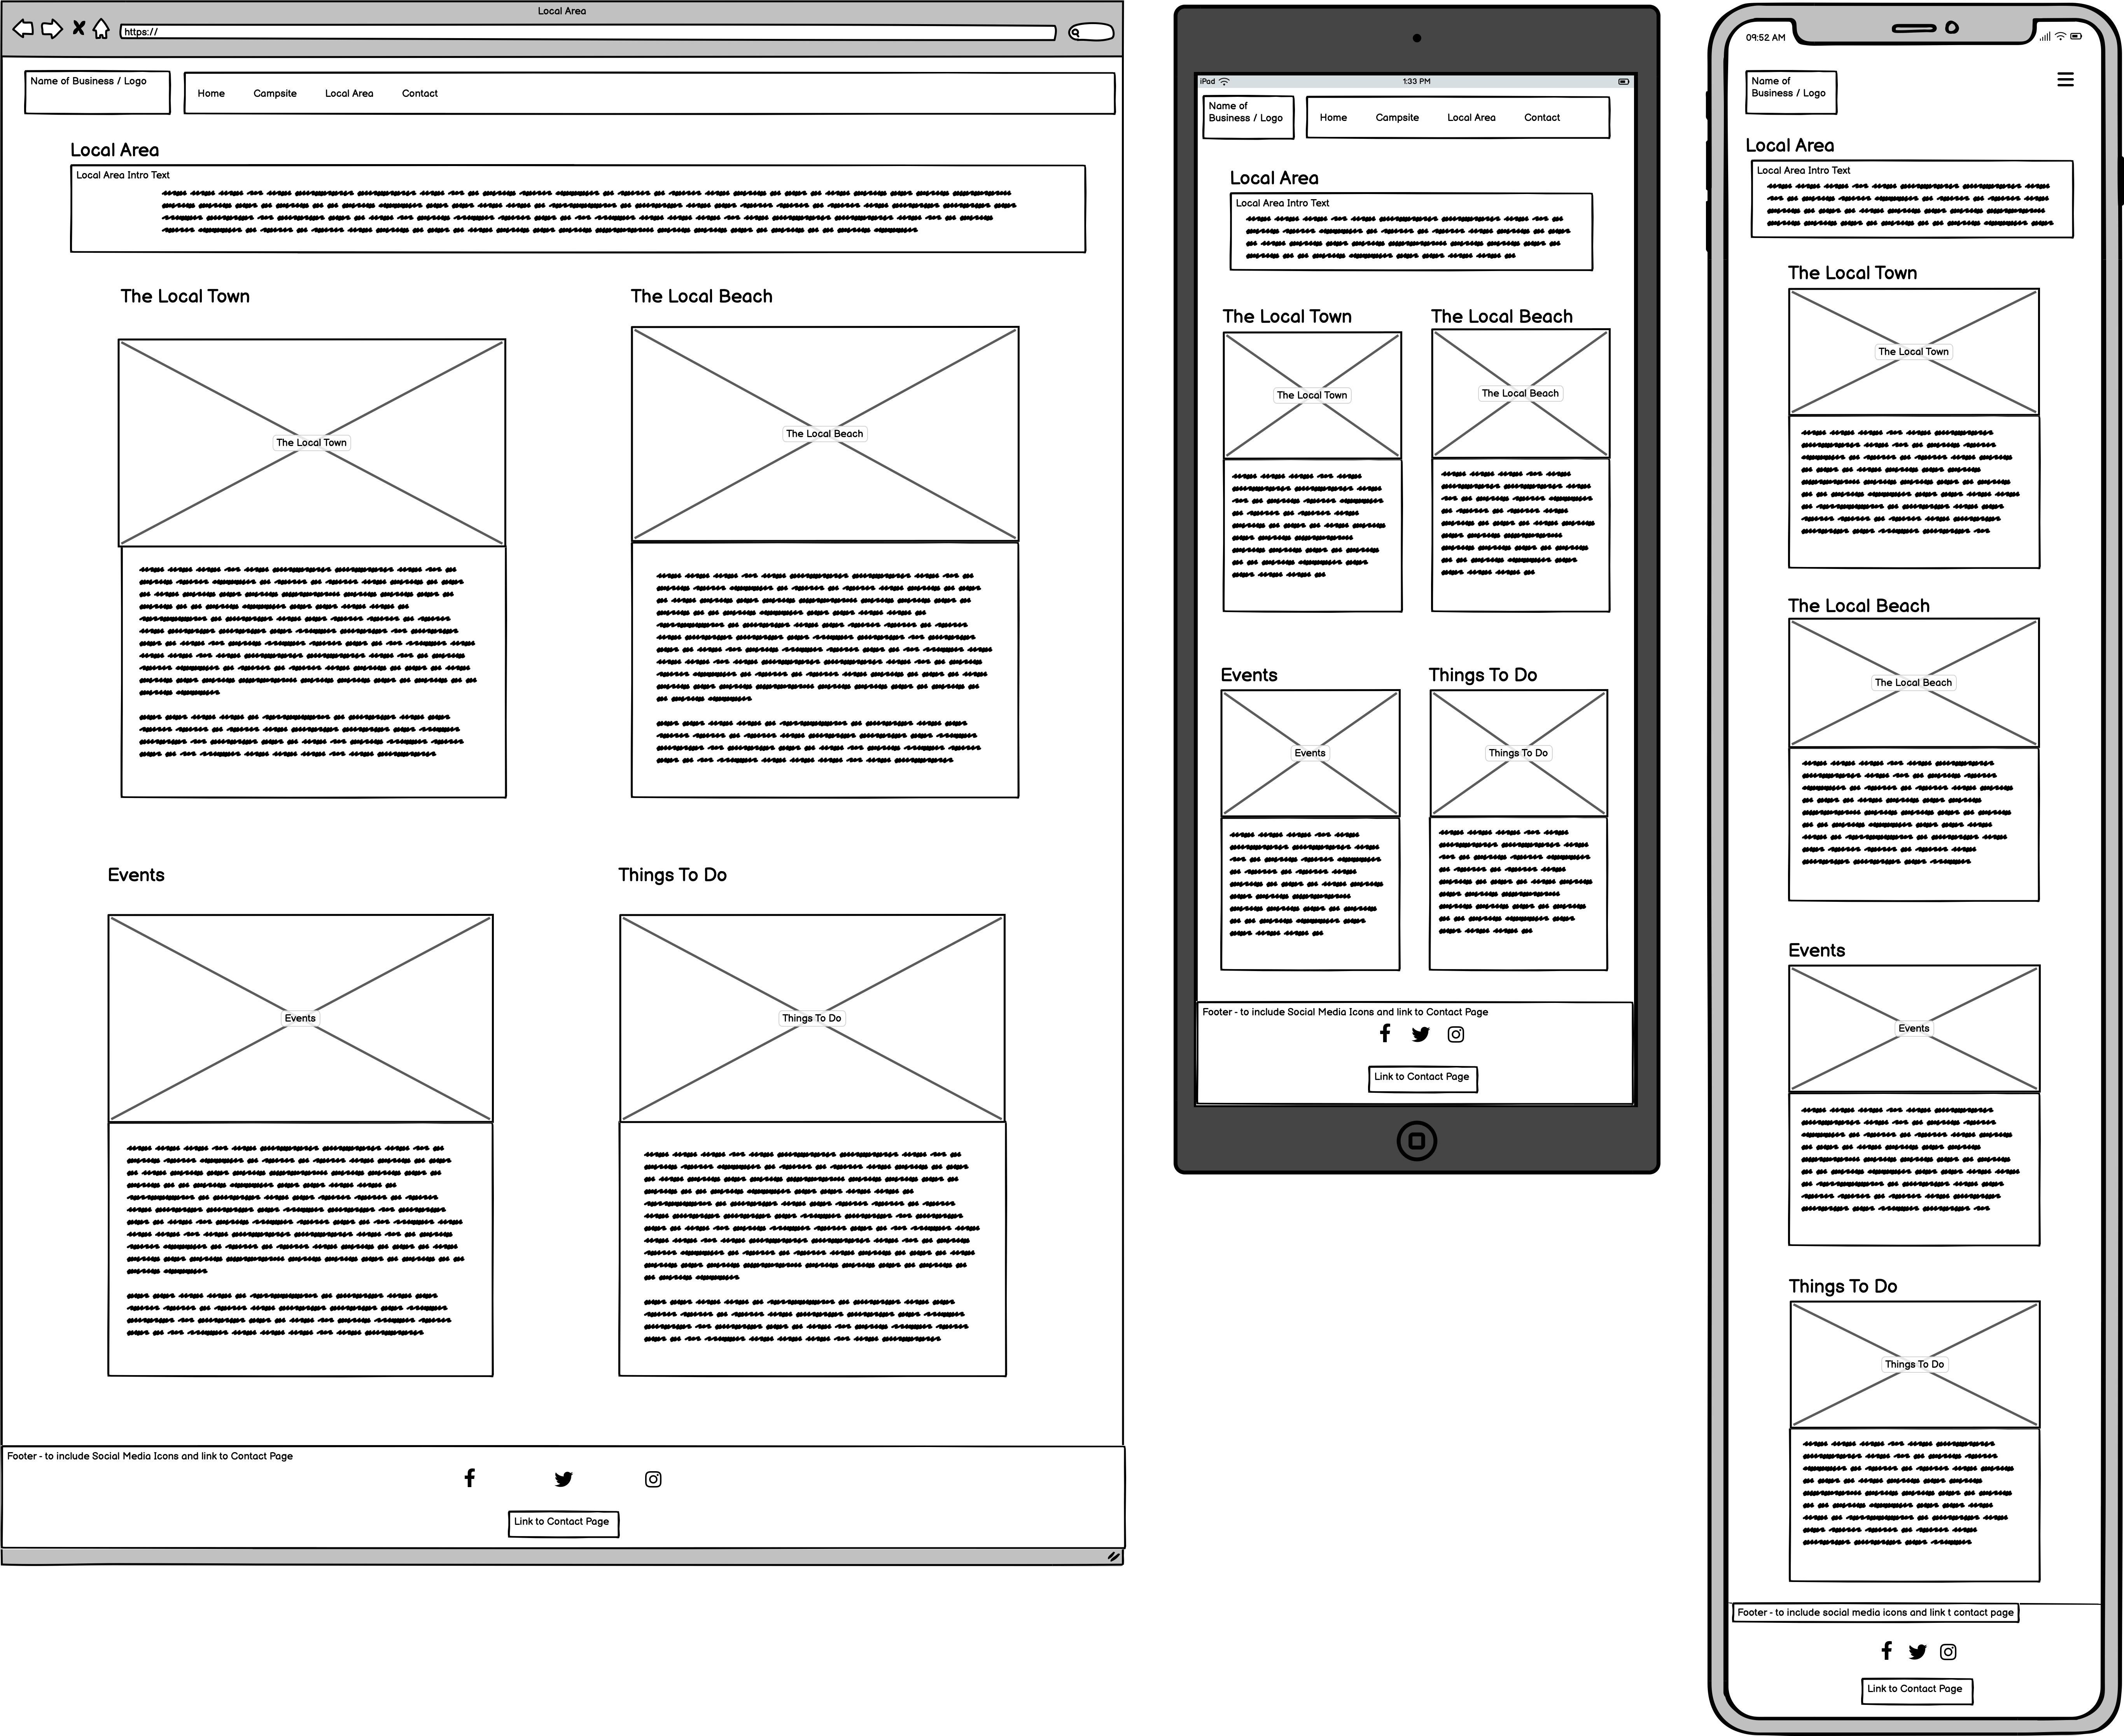 Local Area
https://
Name of Business / Logo
Home Campsite Local Area Contact
Local Area
Local Area Intro Text
The Local Town
The Local Beach
The Local Town
The Local Beach
Events
Things To Do
Events
Things To Do
Footer - to include Social Media Icons and link to Contact Page
Link to Contact Page
iPad
1:33 PM
Name of
Business / Logo
Home Campsite Local Area Contact
Local Area
Local Area Intro Text
The Local Town
The Local Beach
The Local Town
The Local Beach
Events
Things To Do
Events
Things To Do
Footer - to include Social Media Icons and link to Contact Page
Link to Contact Page
09:52 AM
Name of
Business / Logo
Local Area
Local Area Intro Text
The Local Town
The Local Town
The Local Beach
The Local Beach
Events
Events
Things To Do
Things To Do
Footer - to include social media icons and link t contact page
Link to Contact Page